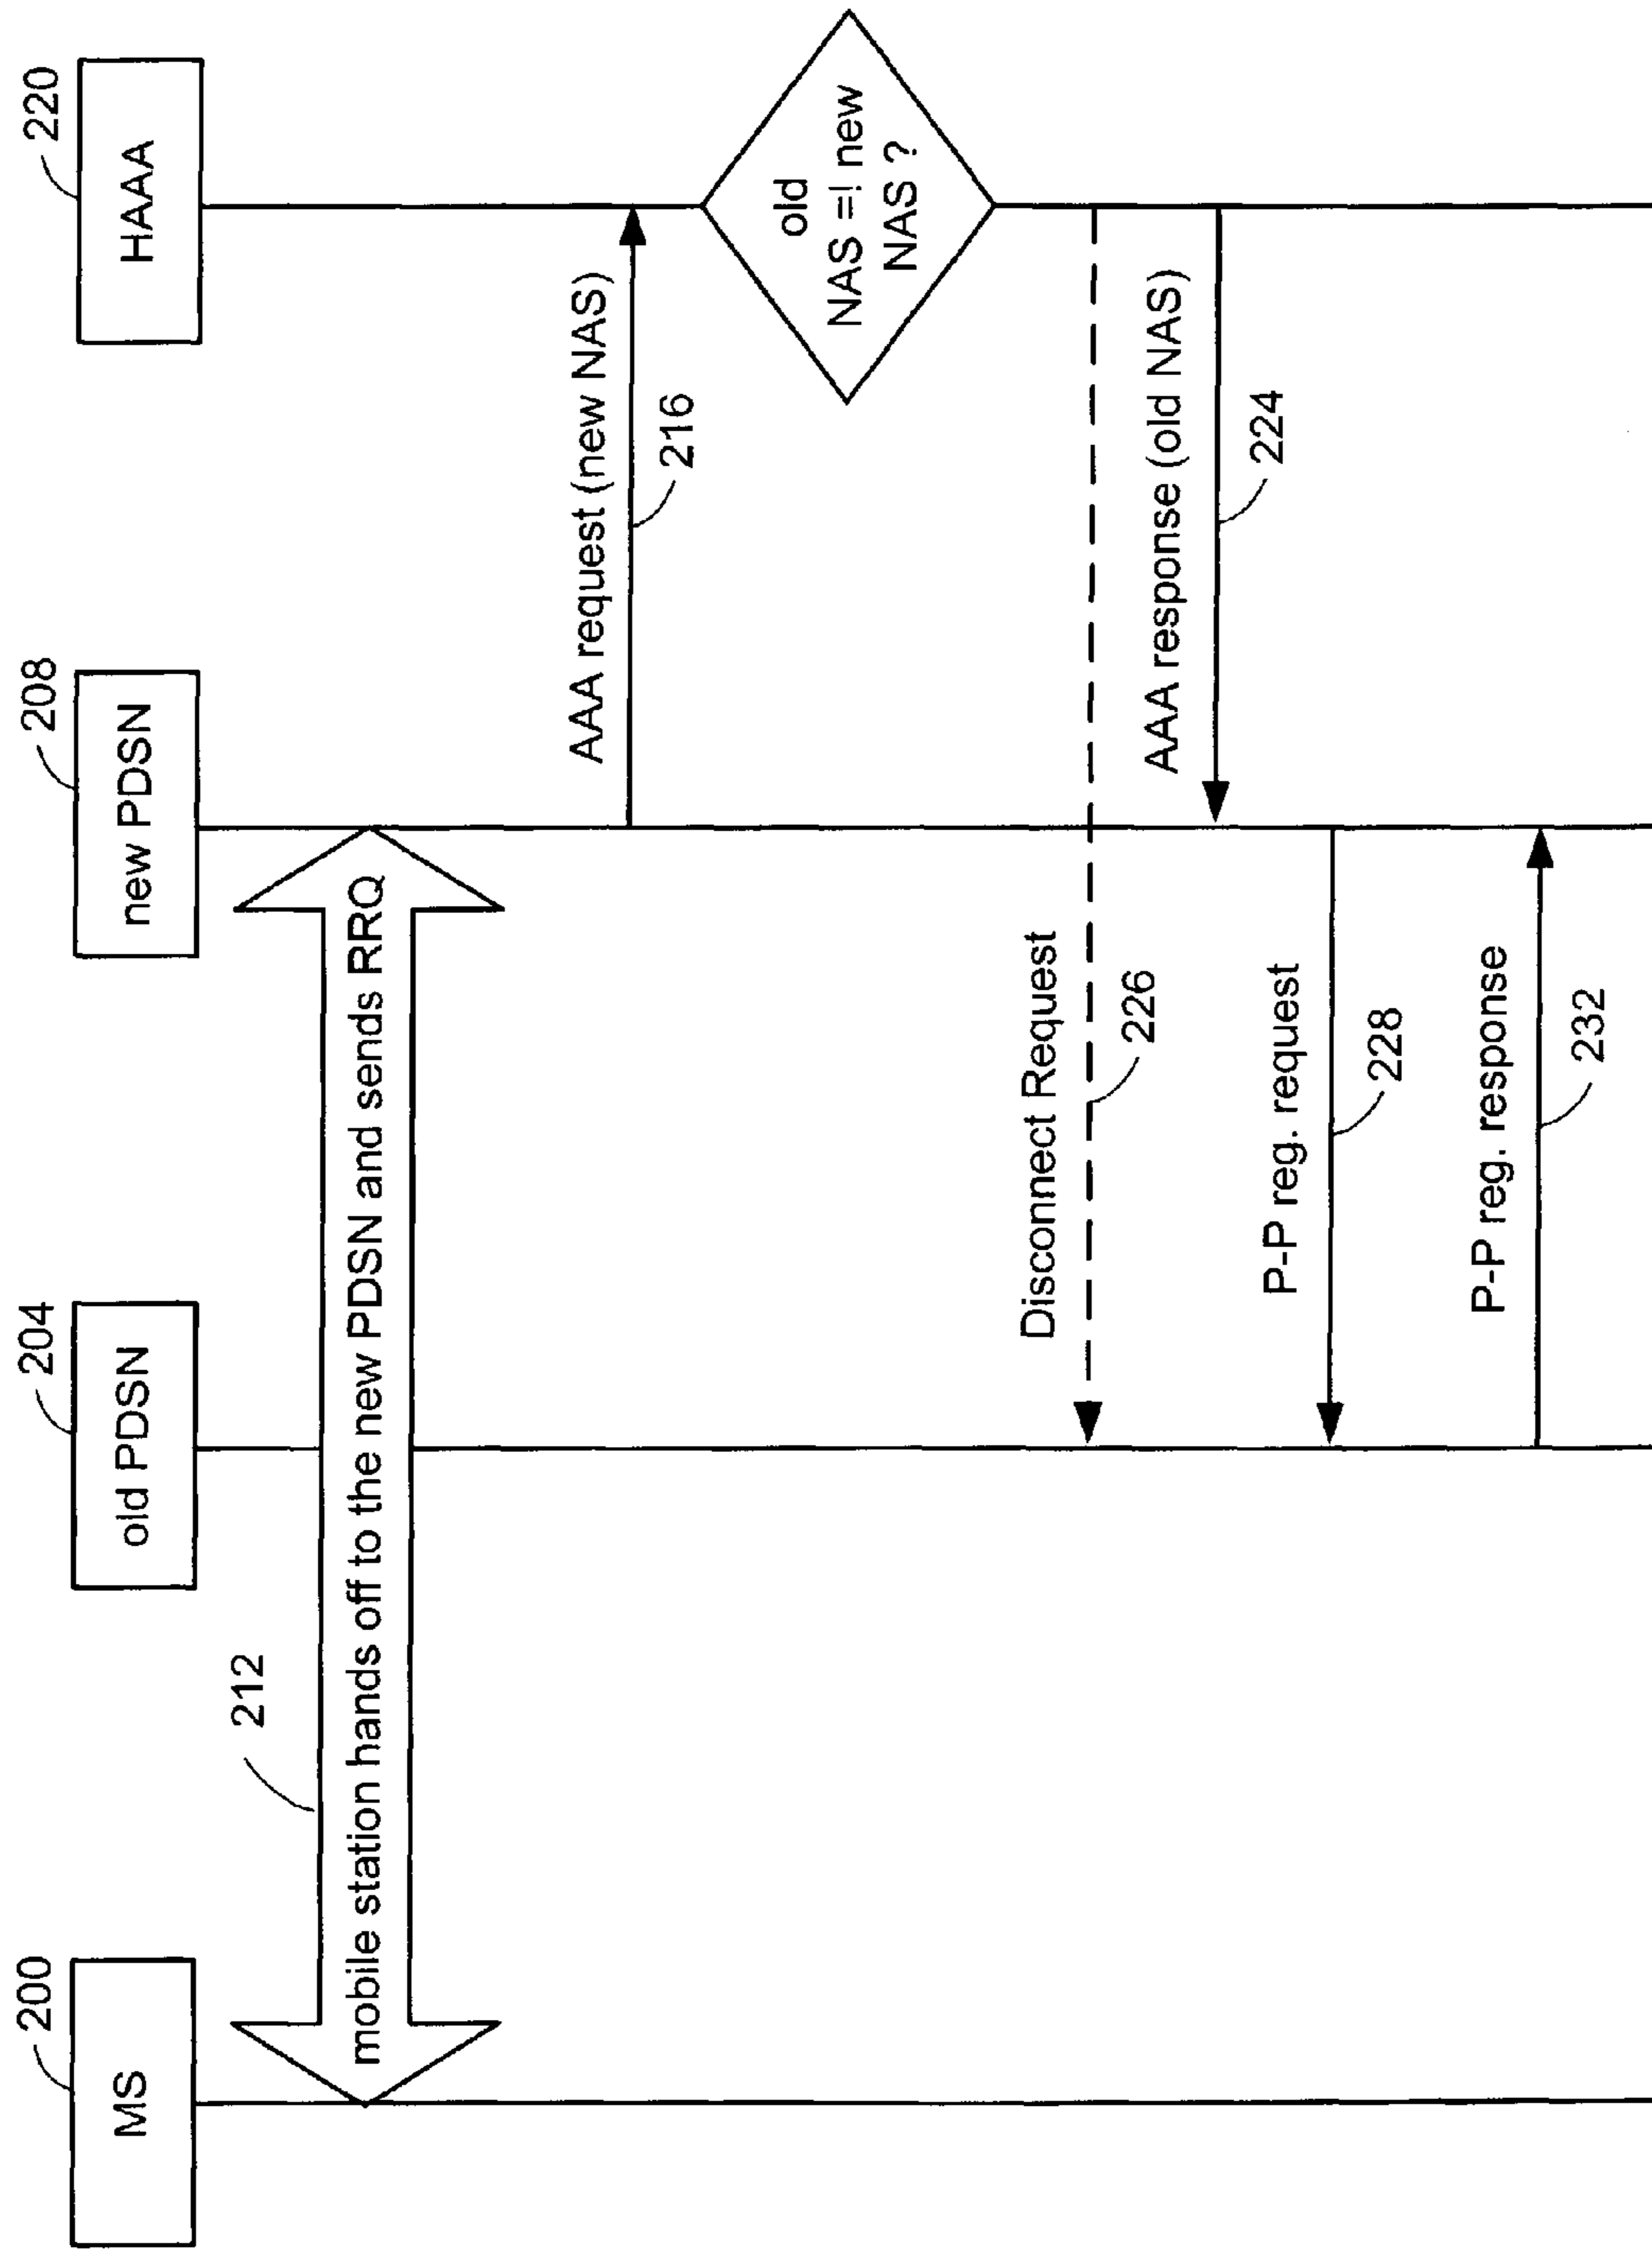 200
MS
204
old PDSN
208
new PDSN
220
HAAA
212
mobile station hands off to the new PDSN and sends RRQ
AAA request (new NAS)
216
old
NAS =! new
NAS ?
Disconnect Request
226
AAA response (old NAS)
224
P-P reg. request
228
P-P reg. response
232